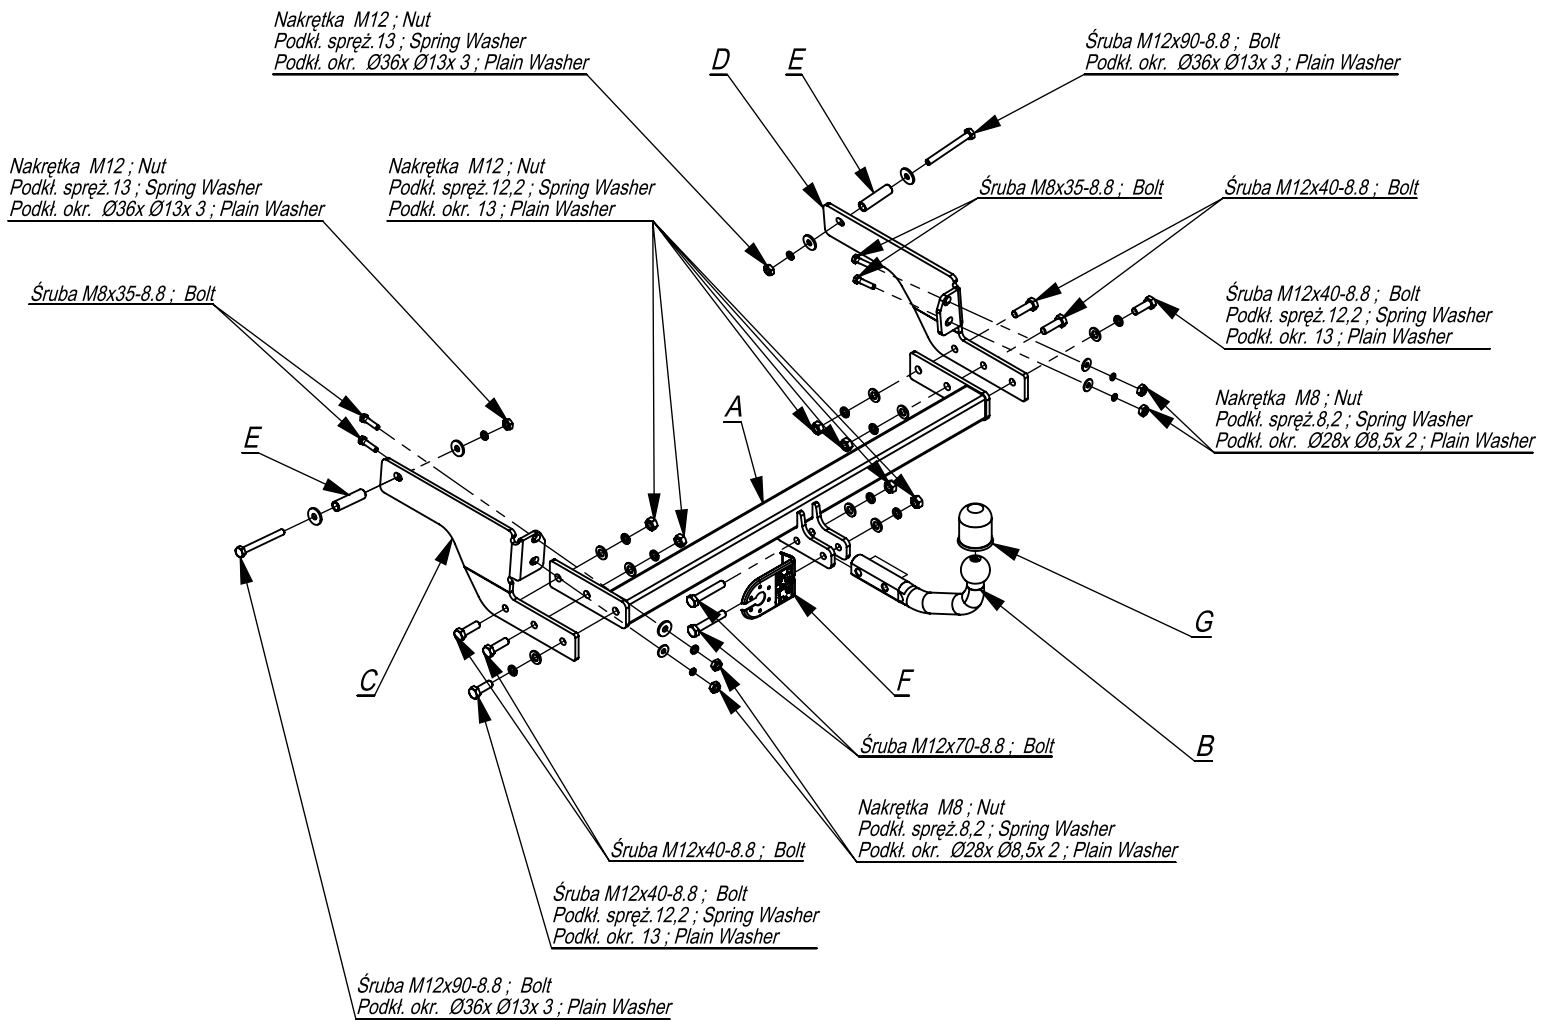 Nakrętka M12 ; Nut
Podkł. spręż.13 ; Spring Washer
Podkł. okr. Ø36x Ø13x 3 ; Plain Washer
D
E
Śruba M12x90-8.8 ; Bolt
Podkł. okr. Ø36x Ø13x 3 ; Plain Washer
Nakrętka M12 ; Nut
Podkł. spręż.13 ; Spring Washer
Podkł. okr. Ø36x Ø13x 3 ; Plain Washer
Nakrętka M12 ; Nut
Podkł. spręż.12,2 ; Spring Washer
Podkł. okr. 13 ; Plain Washer
Śruba M8x35-8.8 ; Bolt
Śruba M12x40-8.8 ; Bolt
Śruba M8x35-8.8 ; Bolt
Śruba M12x40-8.8 ; Bolt
Podkł. spręż.12,2 ; Spring Washer
Podkł. okr. 13 ; Plain Washer
Nakrętka M8 ; Nut
Podkł. spręż.8,2 ; Spring Washer
Podkł. okr. Ø28x Ø8,5x 2 ; Plain Washer
A
E
G
C
F
B
Śruba M12x70-8.8 ; Bolt
Nakrętka M8 ; Nut
Podkł. spręż.8,2 ; Spring Washer
Podkł. okr. Ø28x Ø8,5x 2 ; Plain Washer
Śruba M12x40-8.8 ; Bolt
Śruba M12x40-8.8 ; Bolt
Podkł. spręż.12,2 ; Spring Washer
Podkł. okr. 13 ; Plain Washer
Śruba M12x90-8.8 ; Bolt
Podkł. okr. Ø36x Ø13x 3 ; Plain Washer